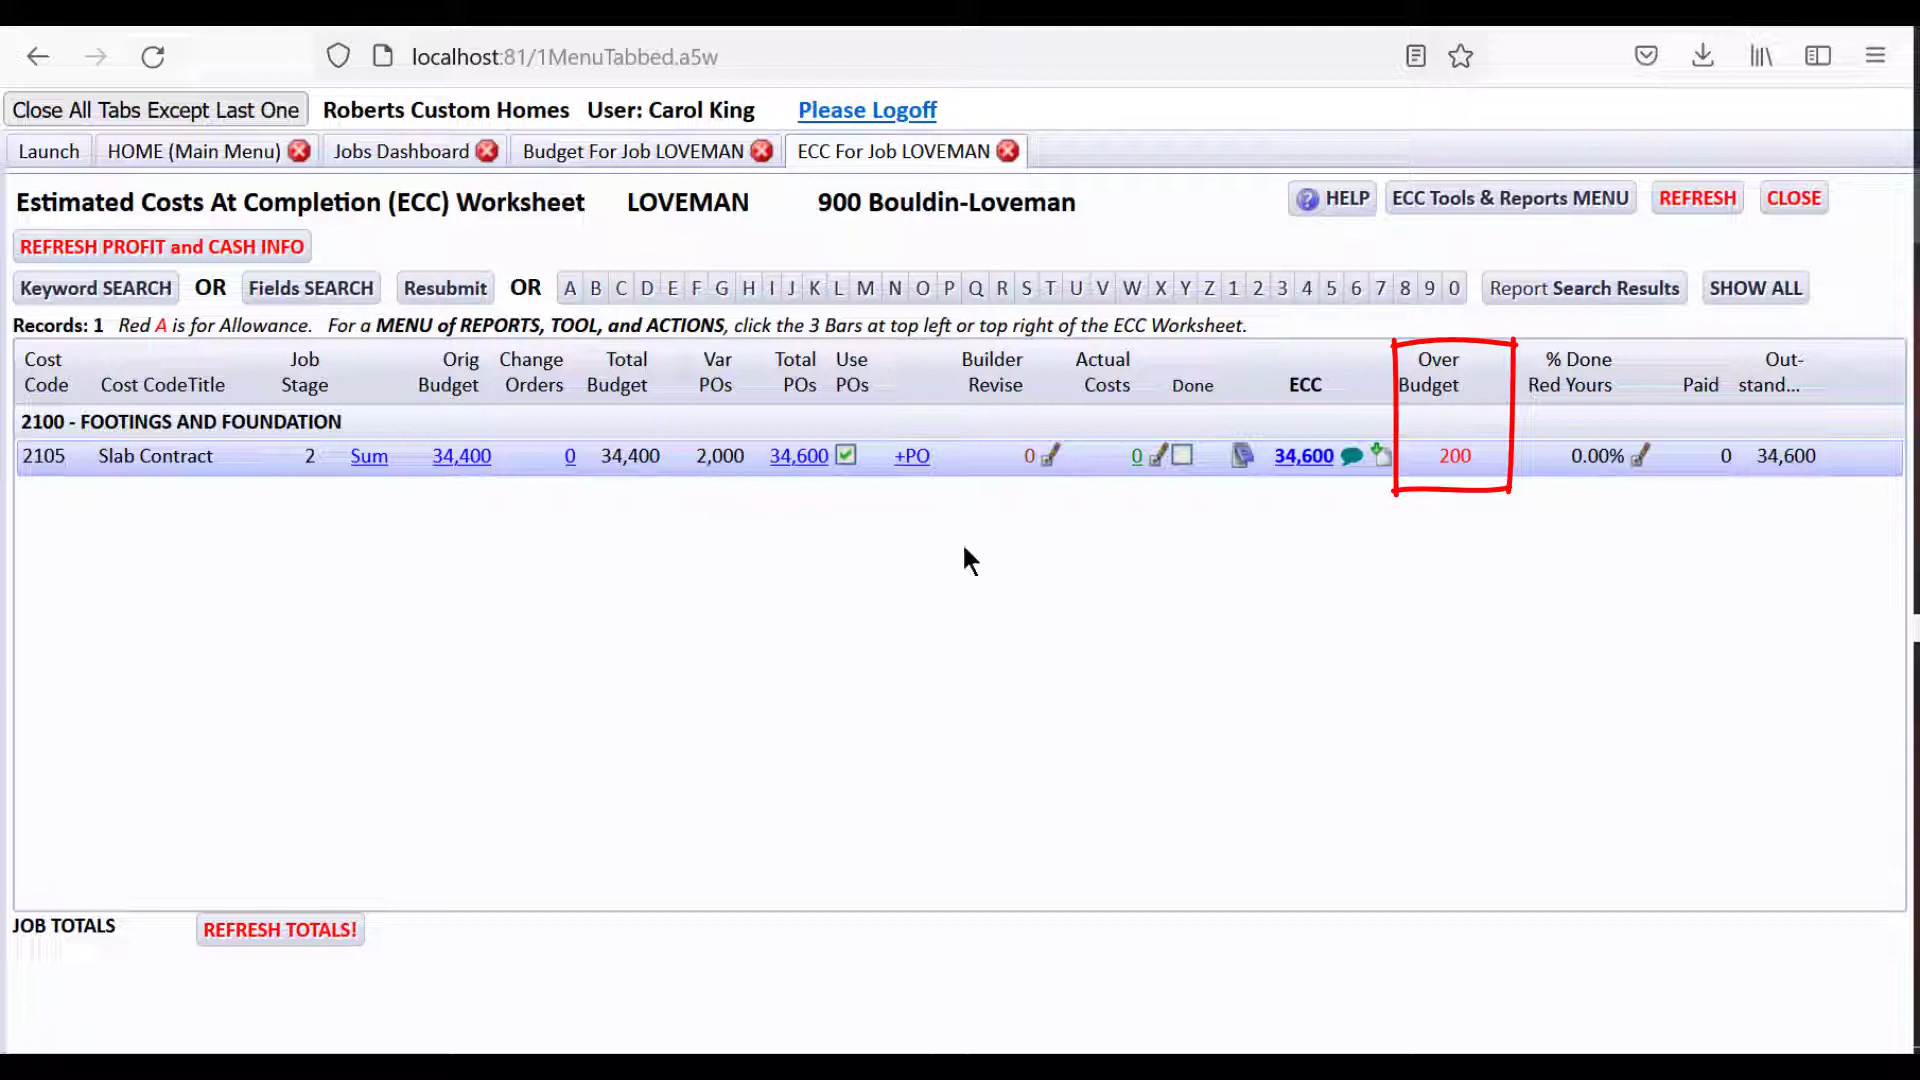 localhost:81/1MenuTabbed.a5w
Close All Tabs Except Last One Roberts Custom Homes User: Carol King Please Logoff
Launch HOME (Main Menu) Jobs Dashboard Budget For Job LOVEMAN ECC For Job LOVEMAN
Estimated Costs At Completion (ECC) Worksheet LOVEMAN 900 Bouldin-Loveman ? HELP ECC Tools & Reports MENU REFRESH CLOSE
REFRESH PROFIT and CASH INFO
Keyword SEARCH OR Fields SEARCH Resubmit OR A B C D E F G H I J K L M N O P Q R S T U V W X Y Z 1 2 3 4 5 6 7 8 9 0 Report Search Results SHOW ALL
Records: 1 Red A is for Allowance. For a MENU of REPORTS, TOOL, and ACTIONS, click the 3 Bars at top left or top right of the ECC Worksheet.
Cost Job Orig Change Total Var Total Use Builder Actual Over % Done Out-
Code Cost CodeTitle Stage Budget Orders Budget POs POs POs Revise Costs Done ECC Budget Red Yours Paid stand...
2100 - FOOTINGS AND FOUNDATION
2105 Slab Contract 2 Sum 34,400 0 34,400 2,000 34,600 +PO 0 0 34,600 200 0.00% 0 34,600
JOB TOTALS REFRESH TOTALS!